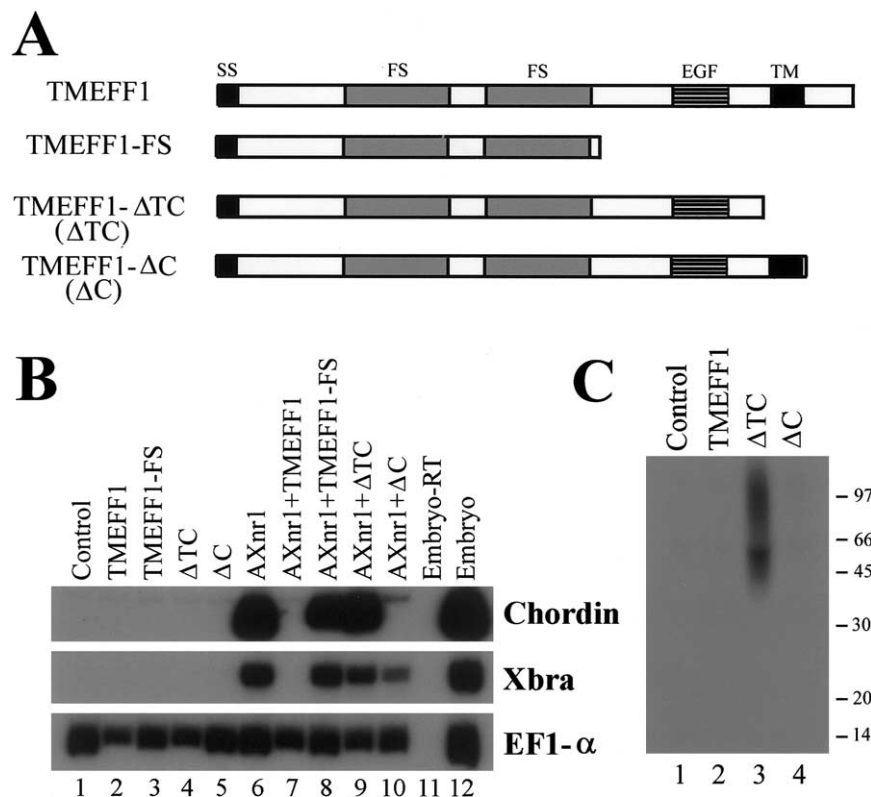 A
SS FS FS EGF TM
TMEFF1
TMEFF1-FS
TMEFF1-ΔTC
(ΔTC)
TMEFF1-ΔC
(ΔC)
B
Control
TMEFF1
TMEFF1-FS
ΔTC
ΔC
AXnr1
AXnr1+TMEFF1
AXnr1+TMEFF1-FS
AXnr1+ΔTC
AXnr1+ΔC
Embryo-RT
Embryo
Chordin
Xbra
EF1-α
1 2 3 4 5 6 7 8 9 10 11 12
C
Control
TMEFF1
ΔTC
ΔC
- 97
- 66
- 45
- 30
- 20
- 14
1 2 3 4